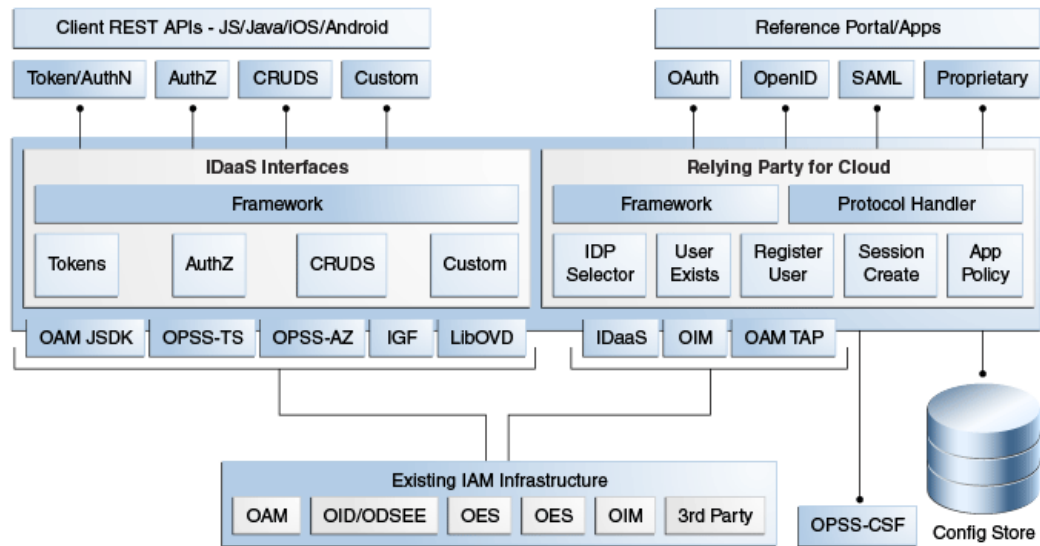 Client REST APIs - JS/Java/iOS/Android
Reference Portal/Apps
Token/AuthN
AuthZ
CRUDS
Custom
OAuth
OpenID
SAML
Proprietary
IDaaS Interfaces
Relying Party for Cloud
Framework
Framework
Protocol Handler
Tokens
AuthZ
CRUDS
Custom
IDP
Selector
User
Exists
Register
User
Session
Create
App
Policy
OAM JSDK
OPSS-TS
OPSS-AZ
IGF
LibOVD
IDaaS
OIM
OAM TAP
Existing IAM Infrastructure
OAM
OID/ODSEE
OES
OES
OIM
3rd Party
OPSS-CSF
Config Store